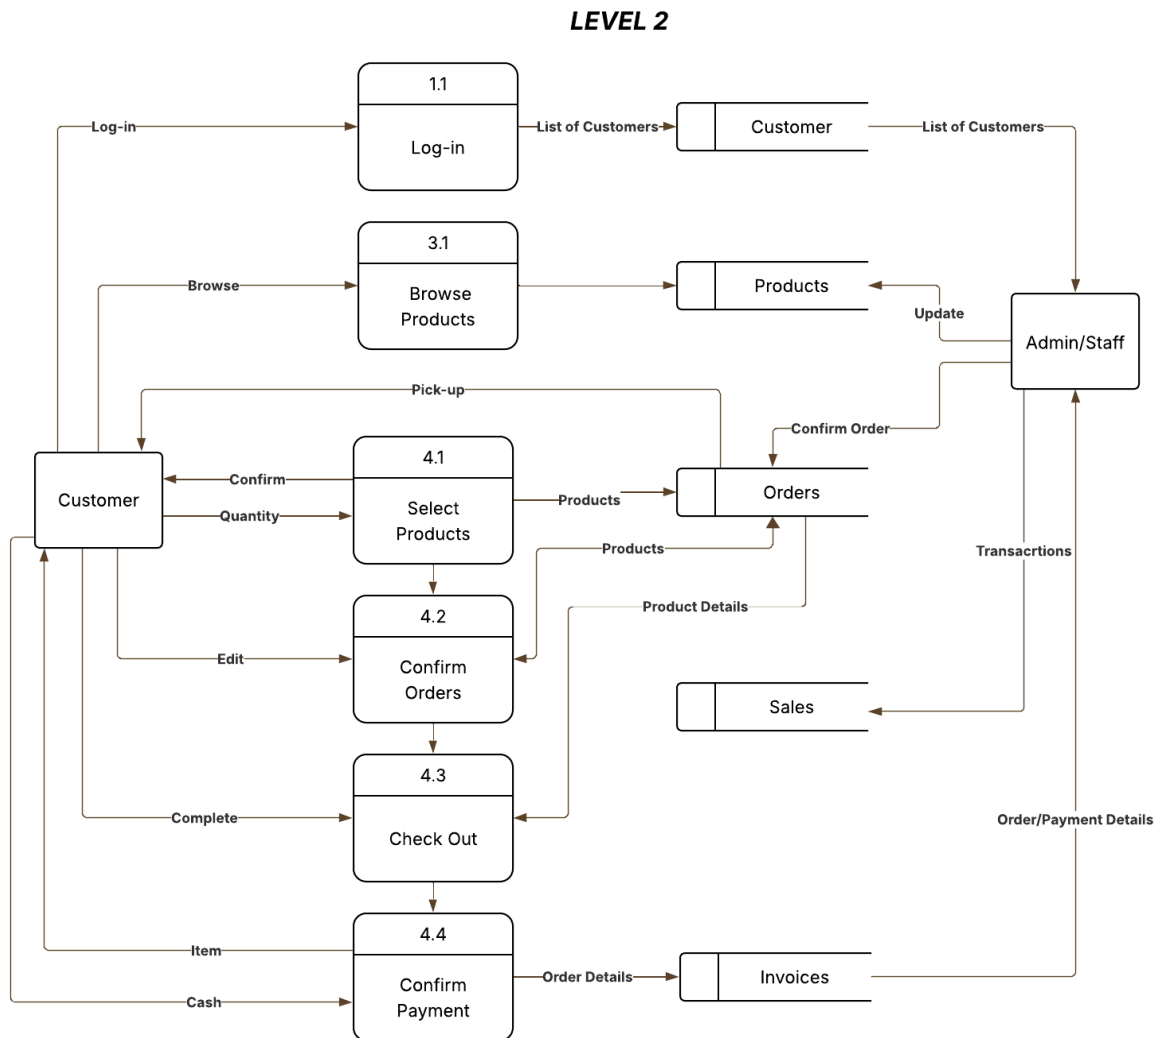 LEVEL 2
1.1
Log-in
Log-in
List of Customers
Customer
List of Customers
3.1
Browse
Browse
Products
Products
Update
Admin/Staff
Pick-up
Confirm Order
4.1
Customer
Confirm
Quantity
Select
Products
Products
Orders
Products
Transacrtions
4.2
Product Details
Edit
Confirm
Orders
Sales
4.3
Complete
Check Out
Order/Payment Details
4.4
Item
Cash
Confirm
Payment
Order Details
Invoices